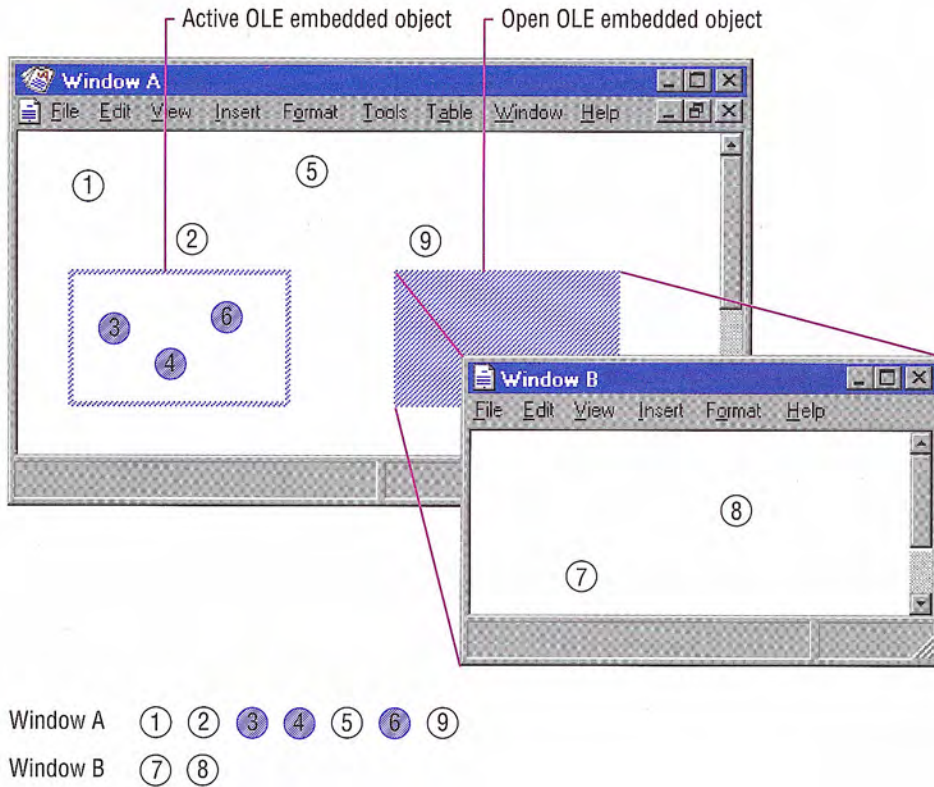 Active OLE embedded object
Open OLE embedded object
Window A
File Edit View Insert Format Tools Table Window Help
1
5
2
9
3
6
4
Window B
File Edit View Insert Format Help
8
7
Window A 1 2 3 4 5 6 9
Window B 7 8